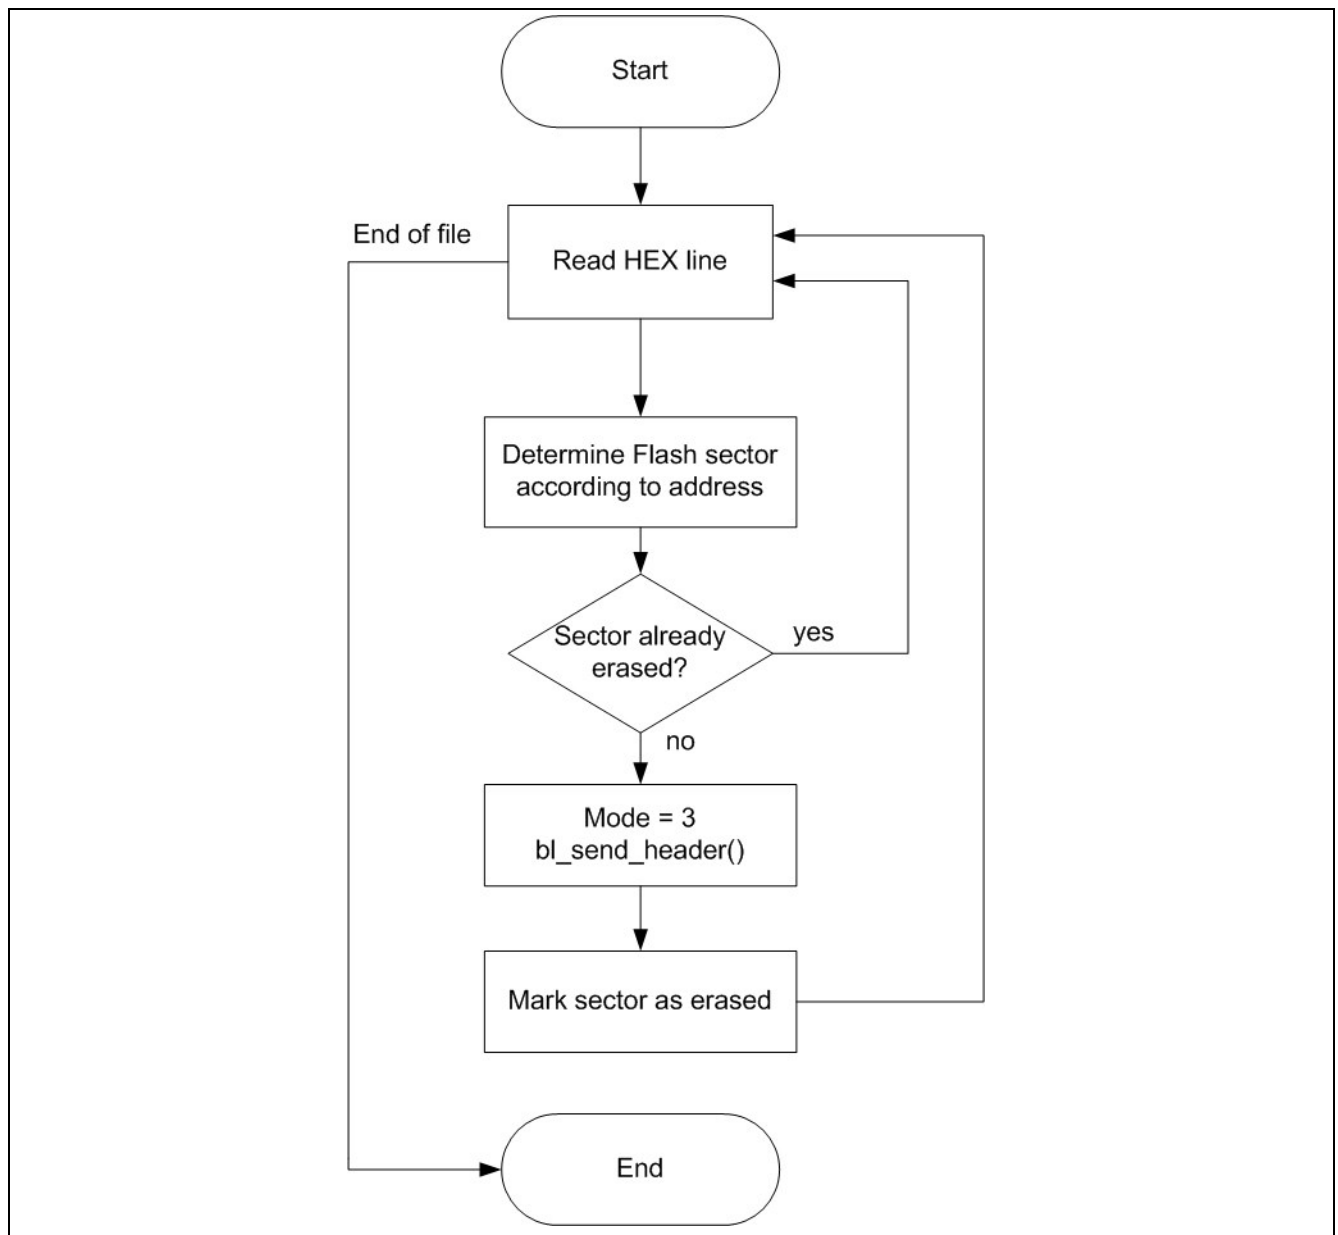 Start
End of file
Read HEX line
Determine Flash sector
according to address
Sector already
erased?
yes
no
Mode = 3
bl_send_header()
Mark sector as erased
End